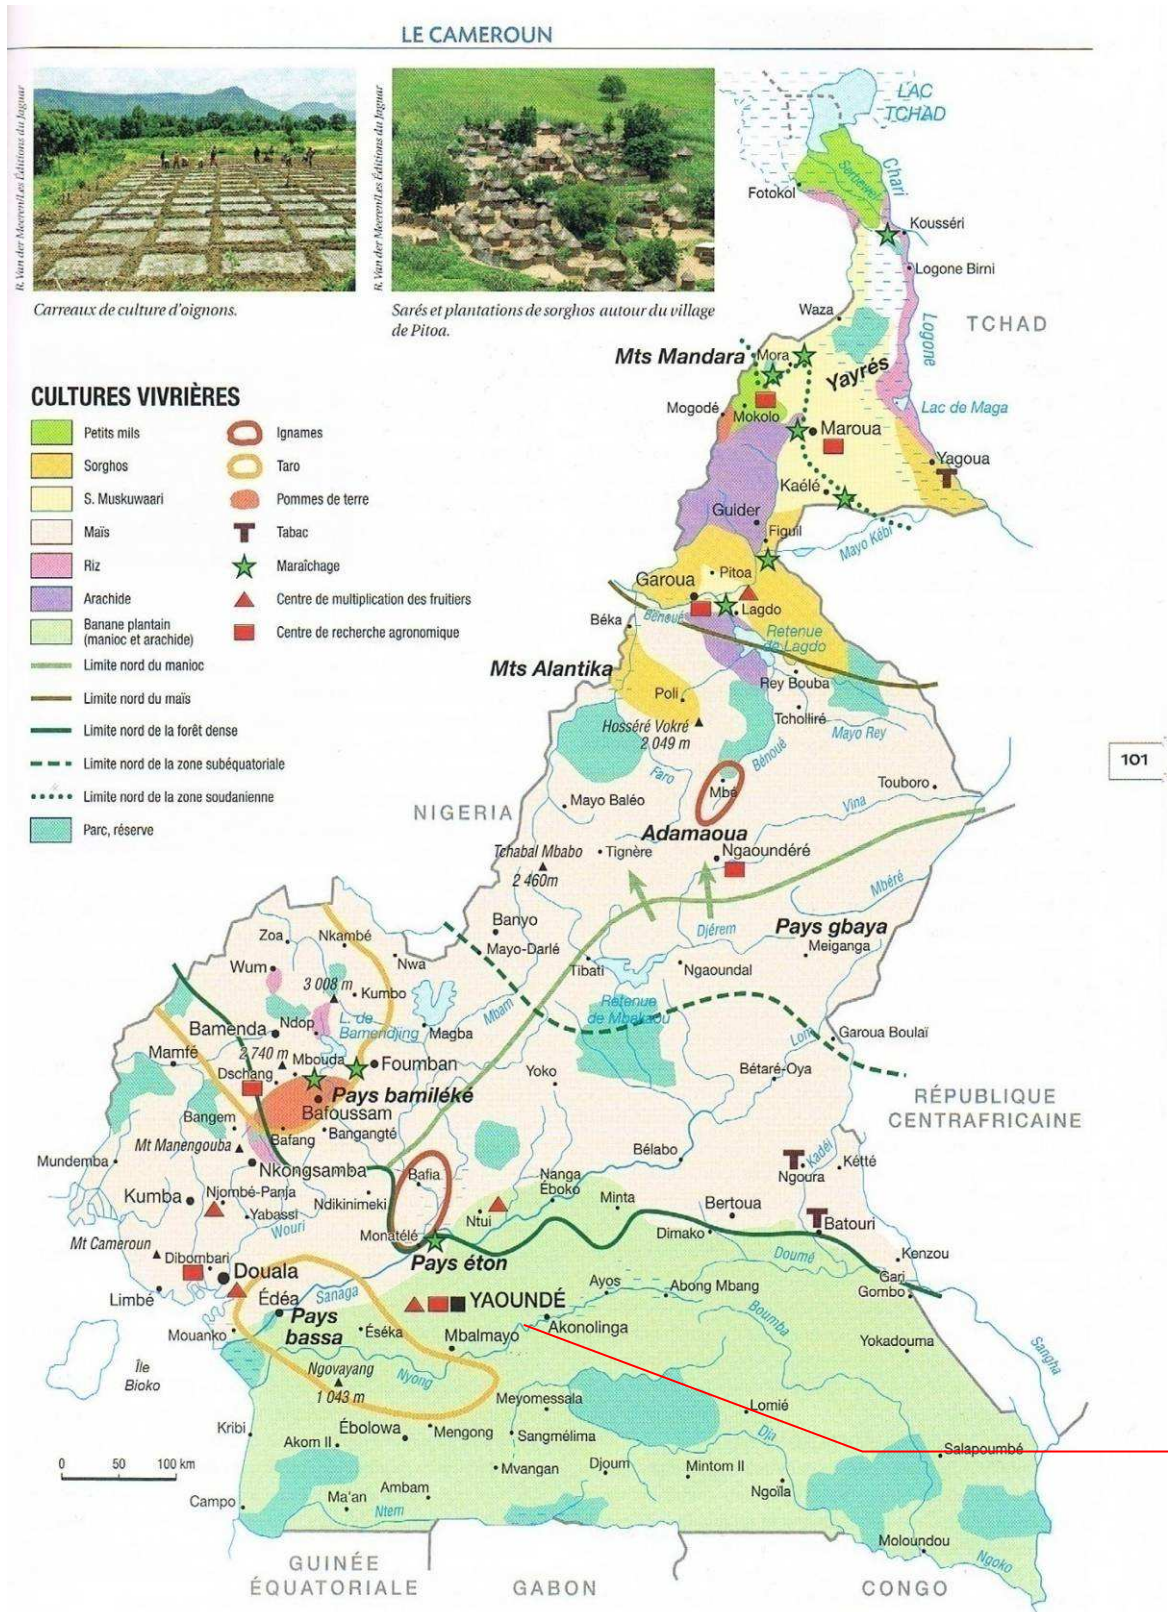 LE CAMEROUN
R. Van der Meeren/Les Éditions du Jaguar
R. Van der Meeren/Les Éditions du Jaguar
Carreaux de culture d'oignons.
Sarés et plantations de sorghos autour du village
de Pitoa.
CULTURES VIVRIÈRES
Petits mils
Sorghos
S. Muskuwaari
Maïs
Riz
Arachide
Banane plantain
(manioc et arachide)
Limite nord du manioc
Limite nord du maïs
Limite nord de la forêt dense
Limite nord de la zone subéquatoriale
Limite nord de la zone soudanienne
Parc, réserve
Ignames
Taro
Pommes de terre
Tabac
Maraîchage
Centre de multiplication des fruitiers
Centre de recherche agronomique
LAC
TCHAD
Chari
Fotokol
Kousséri
Logone Birni
Logone
TCHAD
Waza
Mts Mandara
Mora
Yayrés
Mogodé
Mokolo
Lac de Maga
Maroua
Yagoua
Kaélé
Guider
Figuil
Mayo Kébi
Pitoa
Garoua
Béka
Bénoué
Lagdo
Retenue
de Lagdo
Mts Alantika
Rey Bouba
Poli
Tcholliré
Hosséré Vokré
2 049 m
Mayo Rey
Faro
Bénoué
101
NIGERIA
Mayo Baléo
Mbé
Touboro
Vina
Adamaoua
Tchabal Mbabo
2 460m
Tignère
Ngaoundéré
Mbéré
Banyo
Djérem
Pays gbaya
Meiganga
Mayo-Darlé
Tibati
Ngaoundal
Zoa
Nkambé
Nwa
Wum
3 008 m
Kumbo
Mbam
Retenue
de Mbakaou
Ndop
L. de
Bamendjing
Magba
Bamenda
Lom
Garoua Boulaï
Mamfé
2 740 m
Mbouda
Foumban
Dschang
Yoko
Bétaré-Oya
Pays bamiléké
RÉPUBLIQUE
CENTRAFRICAINE
Bafoussam
Bangem
Bafang
Bangangté
Mt Manengouba
Mundemba
Nkongsamba
Bafia
Bélabo
Kadéï
Kétté
Ngoura
Nanga
Éboko
Kumba
Njombé-Panja
Ndikinimeki
Minta
Bertoua
Yabassi
Ntui
Wouri
Monatélé
Dimako
Batouri
Mt Cameroun
Dibombari
Pays éton
Doumé
Kenzou
Douala
Gari
Gombo
Limbé
Sanaga
Ayos
Abong Mbang
Édéa
YAOUNDÉ
Boumba
Pays
bassa
Mouanko
Éséka
Mbalmayo
Akonolinga
Yokadouma
Sangha
Île
Bioko
Ngovayang
1 043 m
Nyong
Meyomessala
Lomié
Kribi
Ébolowa
Mengong
Sangmélima
Dja
Akom II
Salapoumbé
0 50 100 km
Mvangan
Djoum
Mintom II
Ngoïla
Campo
Ma'an
Ambam
Ntem
Moloundou
Ngoko
GUINÉE
ÉQUATORIALE
GABON
CONGO